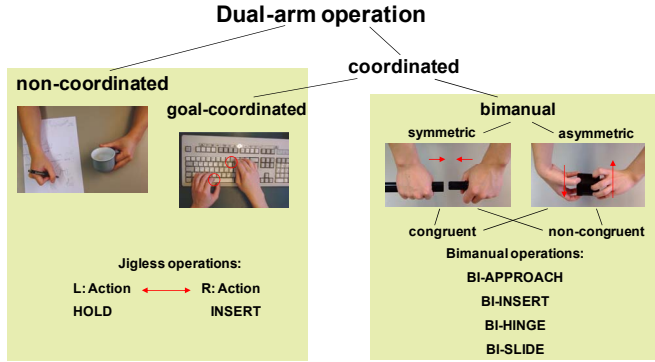 Dual-arm operation
non-coordinated
coordinated
goal-coordinated
bimanual
symmetric
asymmetric
congruent
non-congruent
Jigless operations:
L: Action R: Action
HOLD INSERT
Bimanual operations:
BI-APPROACH
BI-INSERT
BI-HINGE
BI-SLIDE